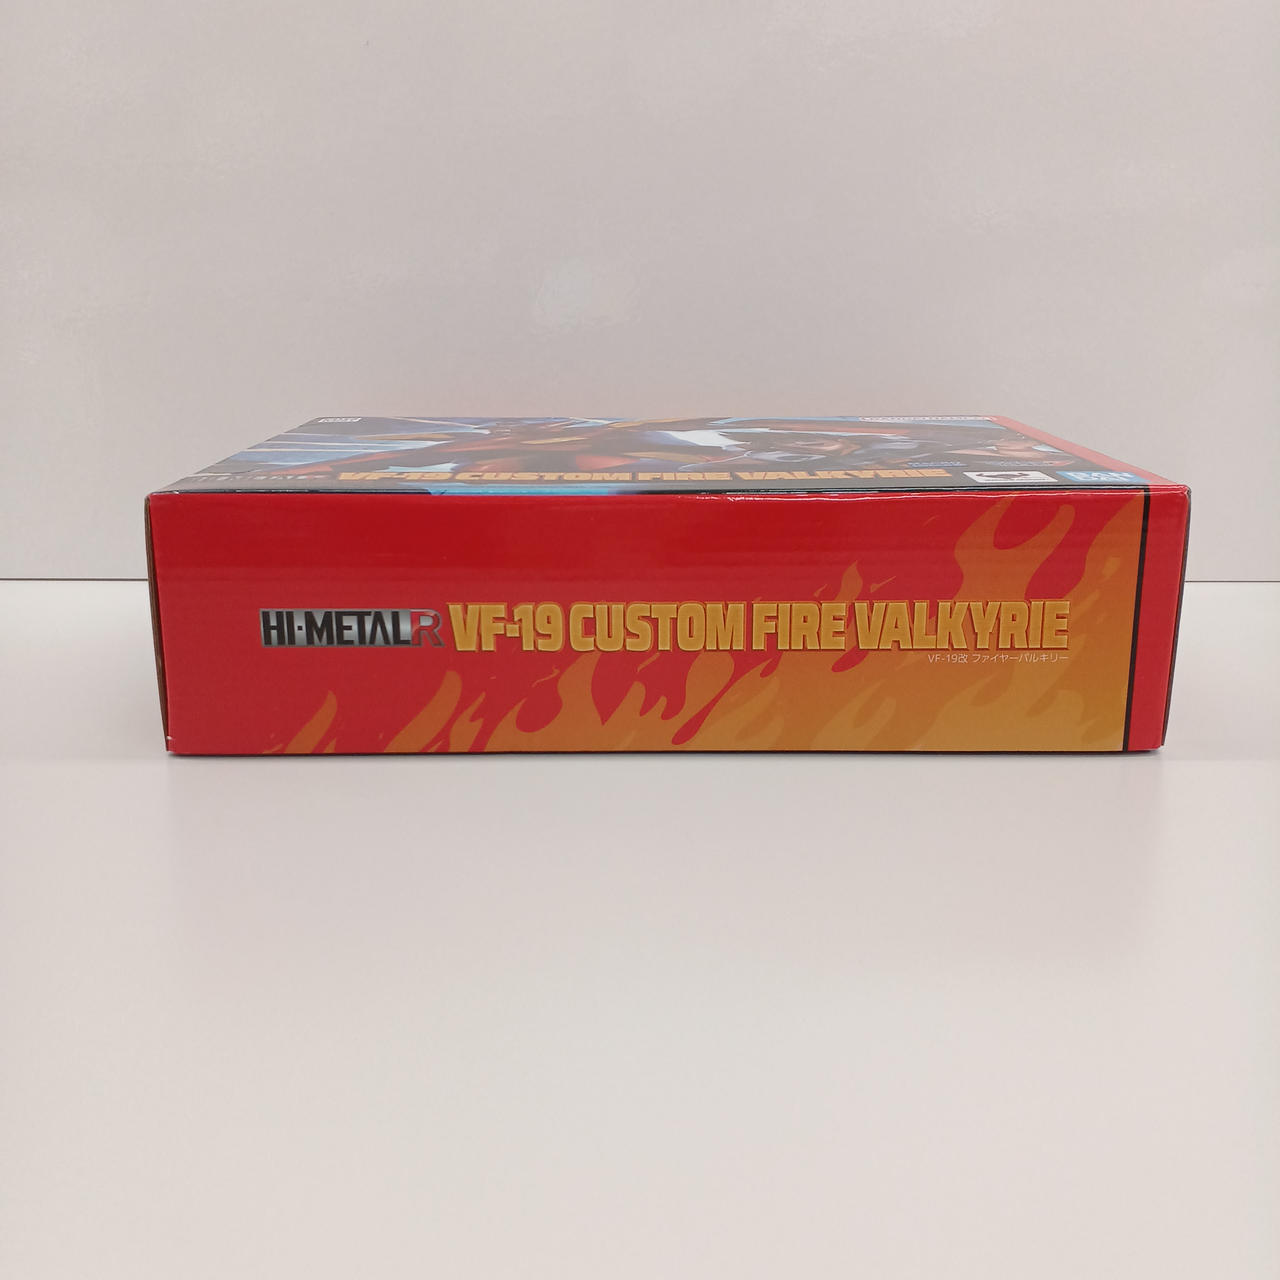 VF-19 CUSTOM FIRE VALKYRIE
HI-METAL R VF-19 CUSTOM FIRE VALKYRIE
VF-19改 ファイヤーバルキリー